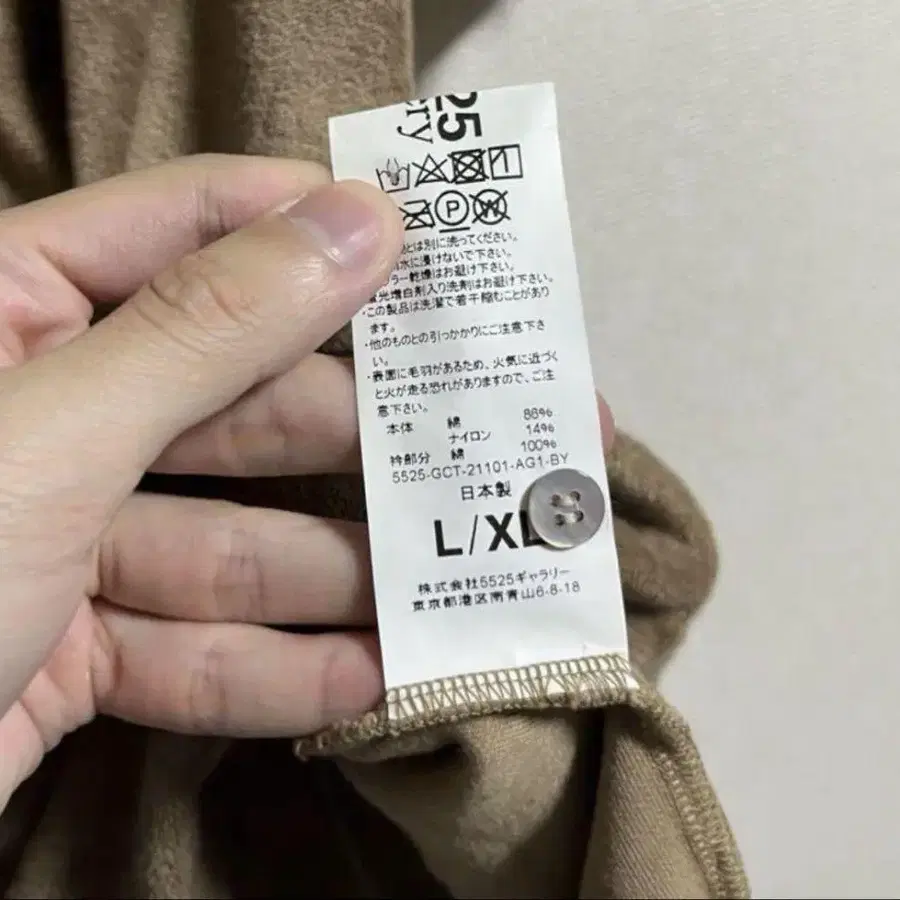 25
ery
P
W
とは別に洗ってください。
水に浸けないで下さい。
ラー乾燥はお避け下さい。
光増白剤入り洗剤はお避け下さい。
・この製品は洗濯で若干縮むことがあり
ます。
・他のものとの引っかかりにご注意下さ
い。
・表面に毛羽があるため、火気に近づく
と火が走る恐れがありますので、ご注
意下さい。
本体 綿 86%
ナイロン 14%
衿部分 綿 100%
5525-GCT-21101-AG1-BY
日本製
L/XL
株式会社5525ギャラリー
東京都港区南青山6-8-18